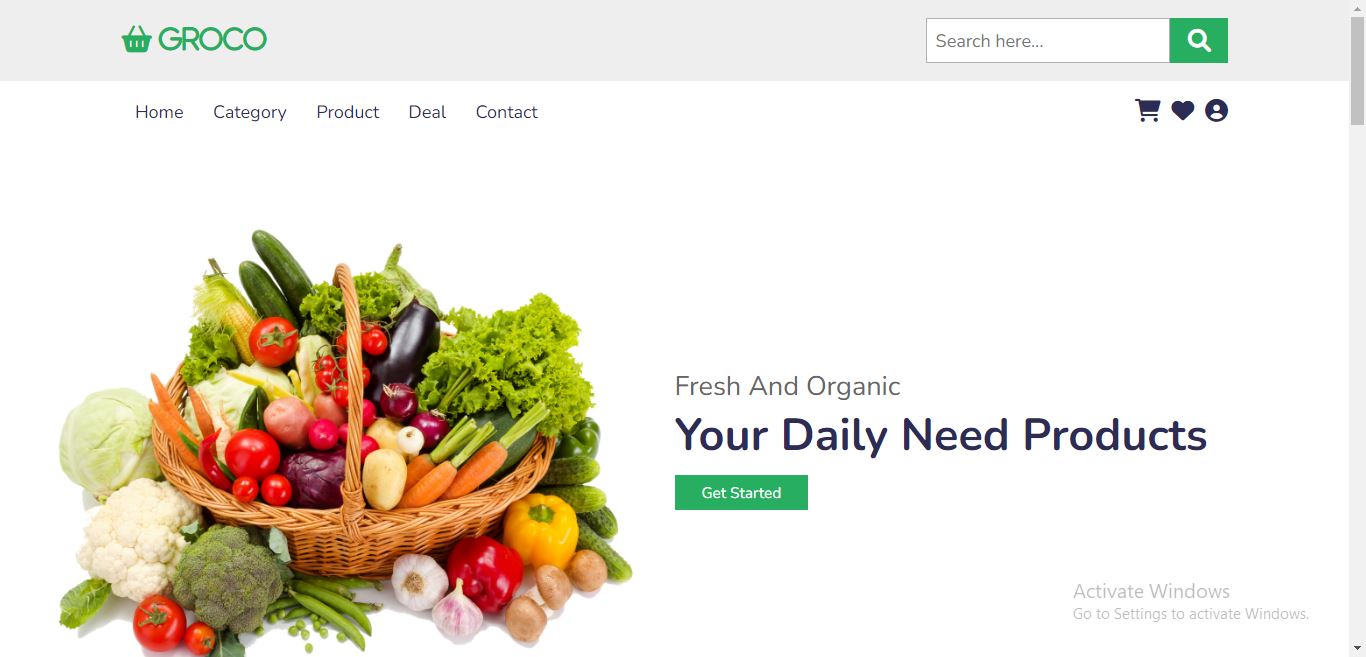 GROCO
Search here...
Home Category Product Deal Contact
Fresh And Organic
Your Daily Need Products
Get Started
Activate Windows
Go to Settings to activate Windows.